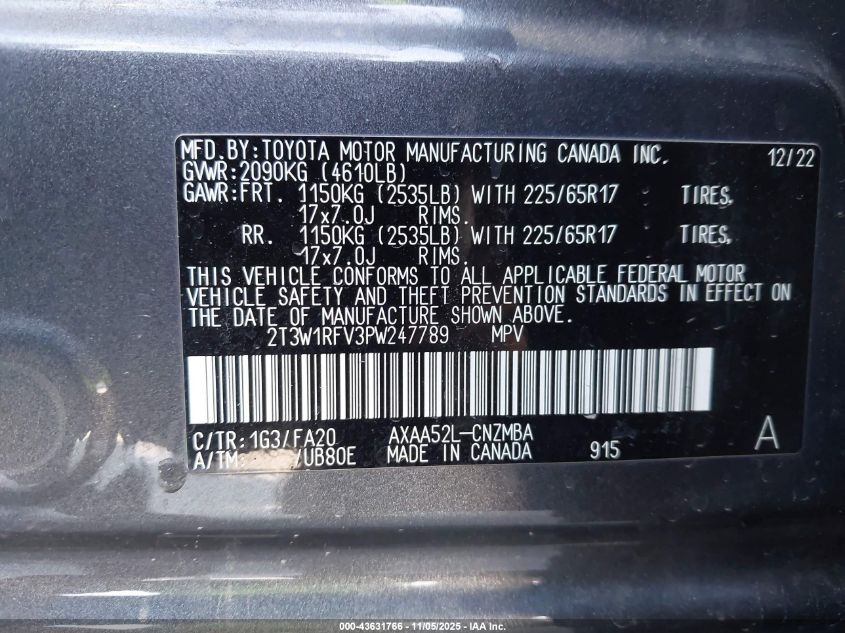 MFD.BY:TOYOTA MOTOR MANUFACTURING CANADA INC. 12/22
GVWR:2090KG (4610LB)
GAWR:FRT. 1150KG (2535LB) WITH 225/65R17 TIRES,
17x7.0J RIMS.
RR. 1150KG (2535LB) WITH 225/65R17 TIRES,
17x7.0J RIMS.
THIS VEHICLE CONFORMS TO ALL APPLICABLE FEDERAL MOTOR
VEHICLE SAFETY AND THEFT PREVENTION STANDARDS IN EFFECT ON
THE DATE OF MANUFACTURE SHOWN ABOVE.
2T3W1RFV3PW247789 MPV
C/TR:1G3/FA20 AXAA52L-CNZMBA A
A/TM: /UB80E MADE IN CANADA 915
000-43631766 - 11/05/2025 - IAA Inc.